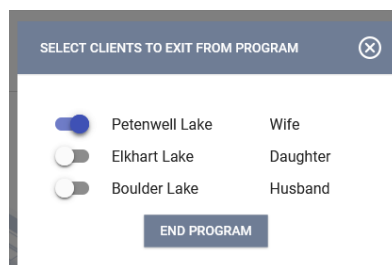 SELECT CLIENTS TO EXIT FROM PROGRAM
Petenwell Lake Wife
Elkhart Lake Daughter
Boulder Lake Husband
END PROGRAM